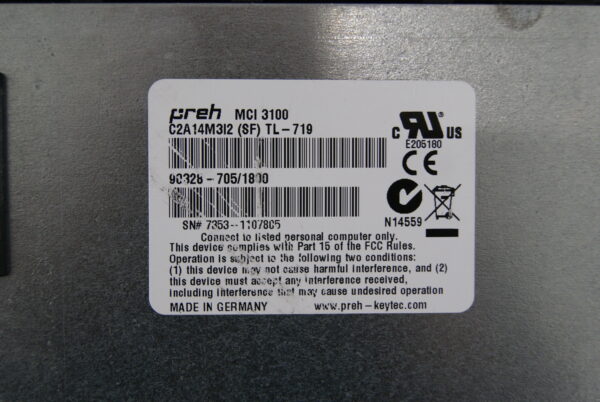 preh MCI 3100
C2A14M3I2 (SF) TL-719
90328-705/1800
SN# 7353--1107805
Connect to listed personal computer only.
This device complies with Part 15 of the FCC Rules.
Operation is subject to the following two conditions:
(1) this device may not cause harmful interference, and (2)
this device must accept any interference received,
including interference that may cause undesired operation
MADE IN GERMANY www.preh-keytec.com
c RU US
E205180
CE
N14559